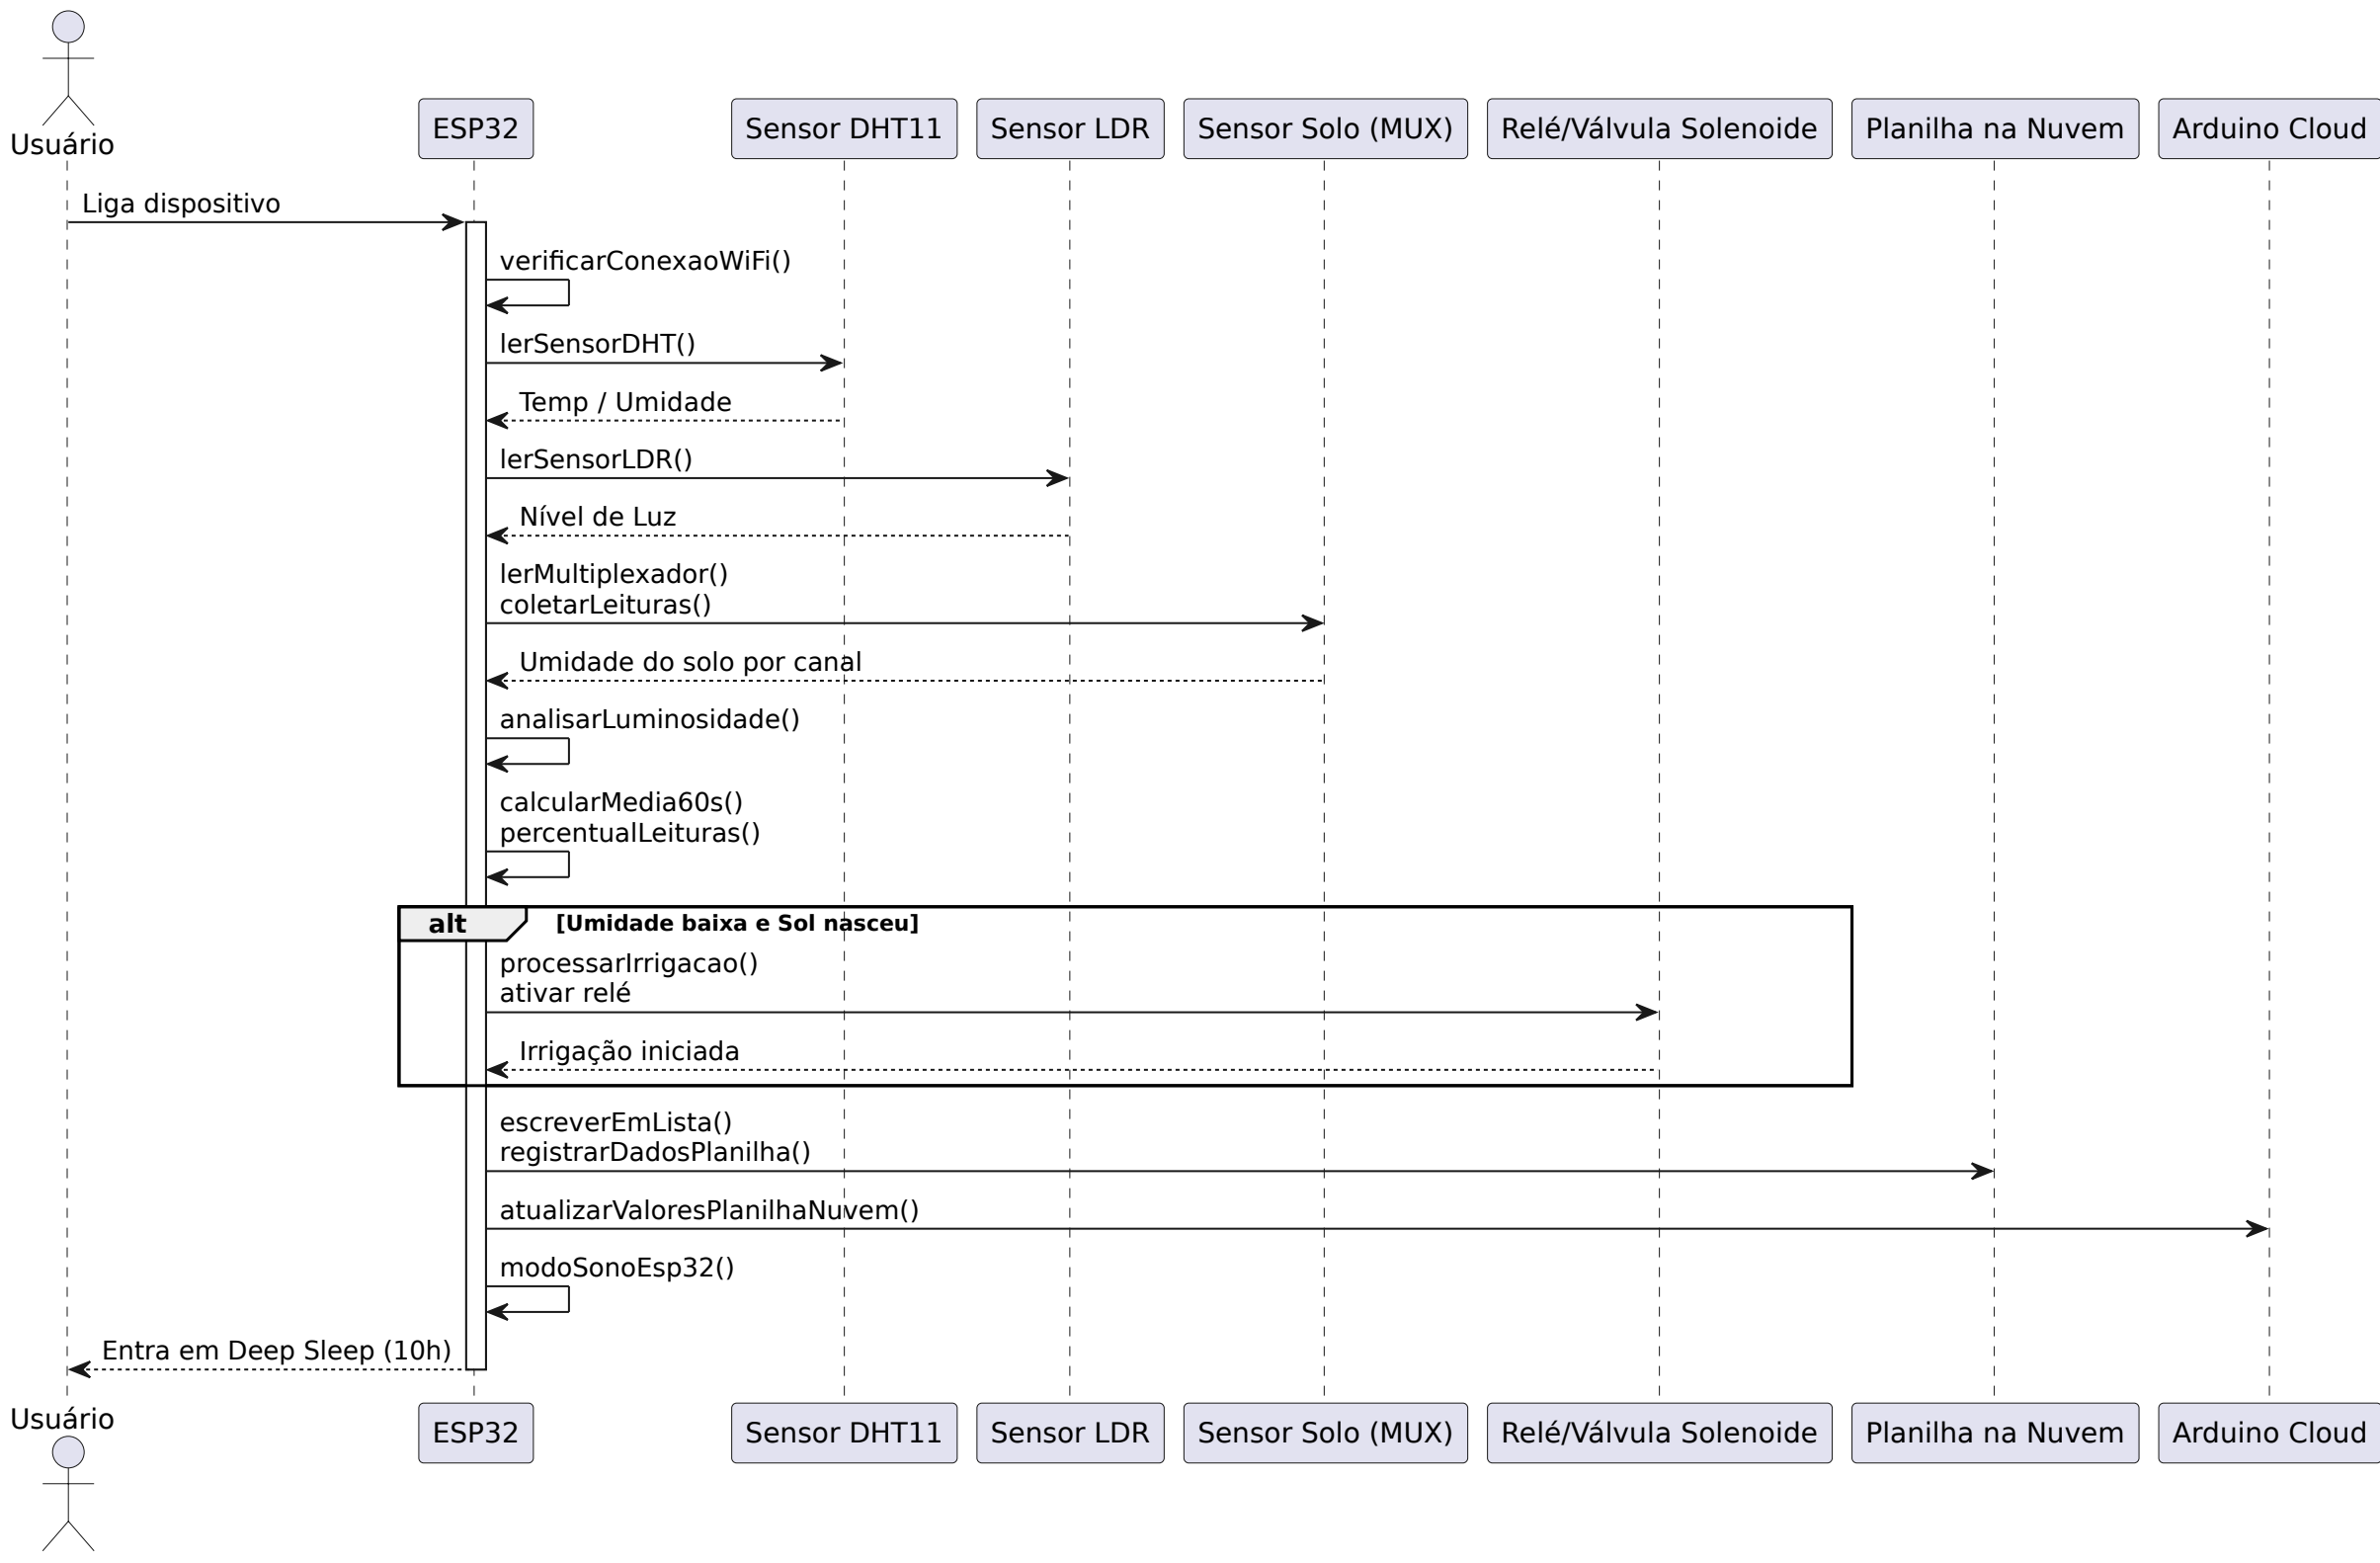 Usuário
ESP32
Sensor DHT11
Sensor LDR
Sensor Solo (MUX)
Relé/Válvula Solenoide
Planilha na Nuvem
Arduino Cloud
Liga dispositivo
verificarConexaoWiFi()
lerSensorDHT()
Temp / Umidade
lerSensorLDR()
Nível de Luz
lerMultiplexador()
coletarLeituras()
Umidade do solo por canal
analisarLuminosidade()
calcularMedia60s()
percentualLeituras()
alt
[Umidade baixa e Sol nasceu]
processarIrrigacao()
ativar relé
Irrigação iniciada
escreverEmLista()
registrarDadosPlanilha()
atualizarValoresPlanilhaNuvem()
modoSonoEsp32()
Entra em Deep Sleep (10h)
Usuário
ESP32
Sensor DHT11
Sensor LDR
Sensor Solo (MUX)
Relé/Válvula Solenoide
Planilha na Nuvem
Arduino Cloud